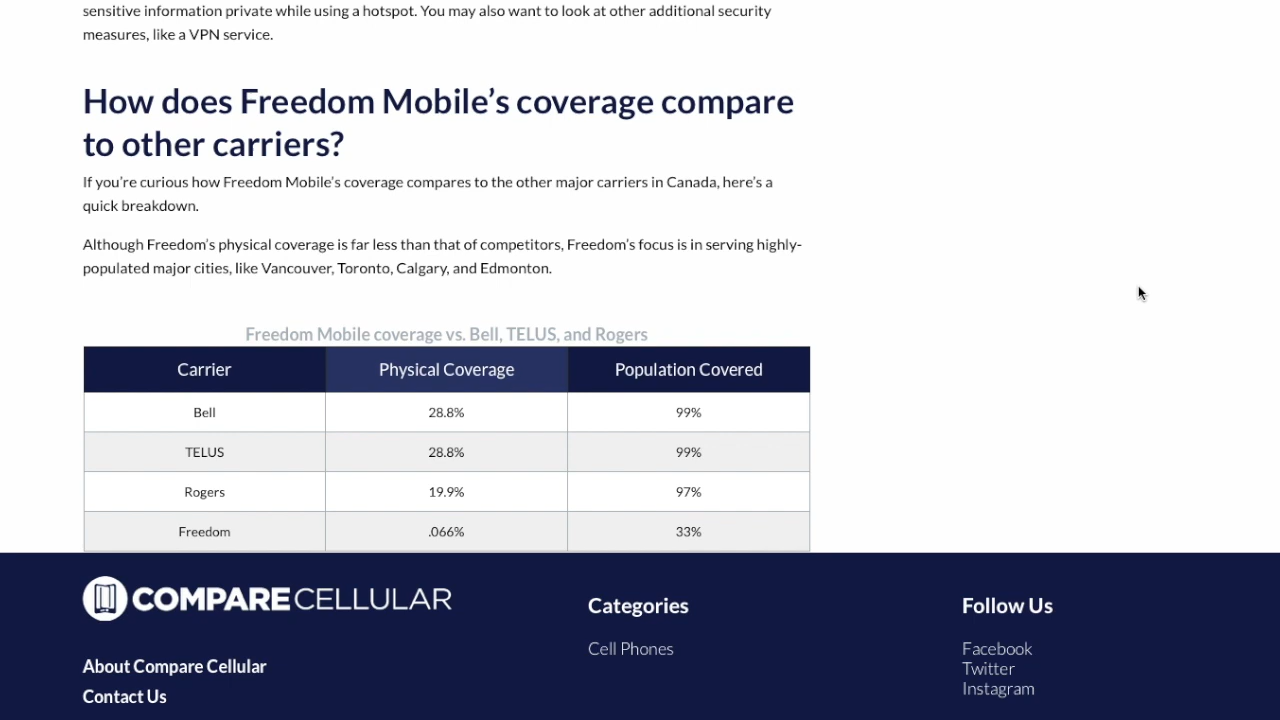 sensitive information private while using a hotspot. You may also want to look at other additional security
measures, like a VPN service.
How does Freedom Mobile’s coverage compare
to other carriers?
If you’re curious how Freedom Mobile’s coverage compares to the other major carriers in Canada, here’s a
quick breakdown.
Although Freedom’s physical coverage is far less than that of competitors, Freedom’s focus is in serving highly-
populated major cities, like Vancouver, Toronto, Calgary, and Edmonton.
Freedom Mobile coverage vs. Bell, TELUS, and Rogers
Carrier Physical Coverage Population Covered
Bell 28.8% 99%
TELUS 28.8% 99%
Rogers 19.9% 97%
Freedom .066% 33%
COMPARE CELLULAR
Categories
Follow Us
Cell Phones
Facebook
Twitter
Instagram
About Compare Cellular
Contact Us